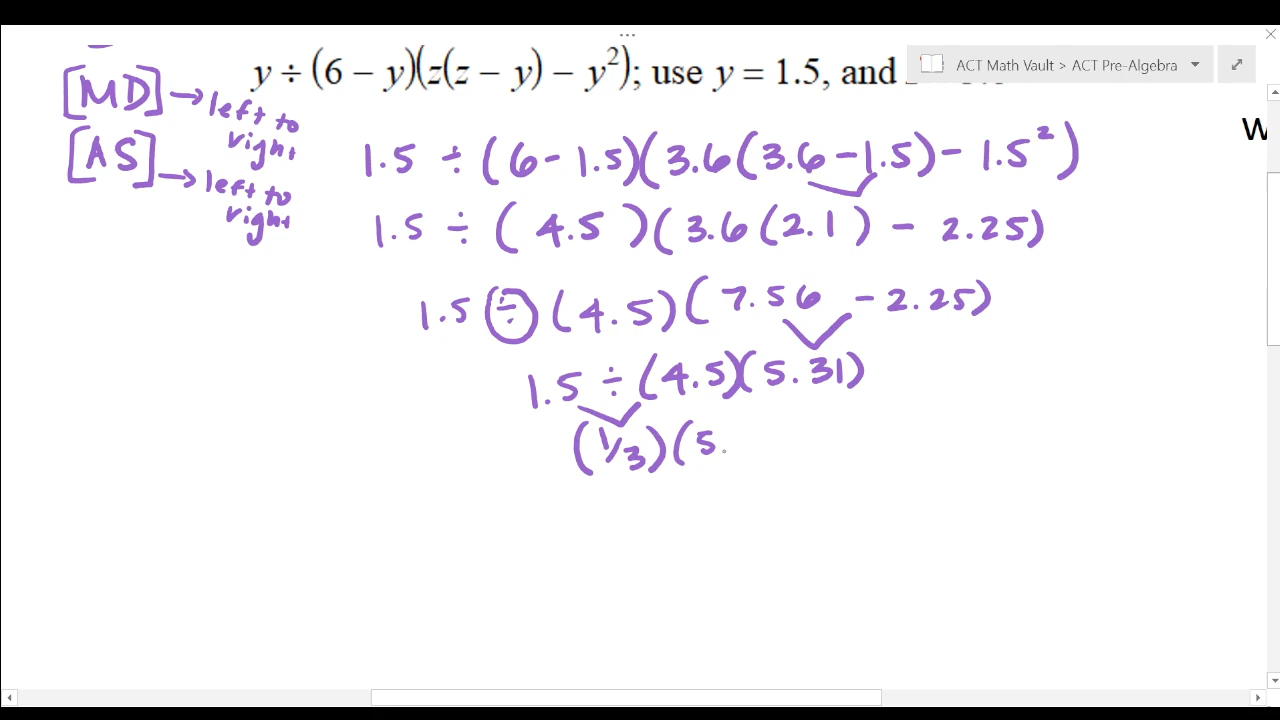 y ÷ (6 − y)(z(z − y) − y²); use y = 1.5, and
ACT Math Vault > ACT Pre-Algebra
[MD] → left to
right
[AS] → left to
right
W
1.5 ÷ (6 - 1.5)(3.6(3.6 - 1.5) - 1.5²)
1.5 ÷ (4.5)(3.6(2.1) - 2.25)
1.5 ÷ (4.5)(7.56 - 2.25)
1.5 ÷ (4.5)(5.31)
(1/3)(5.